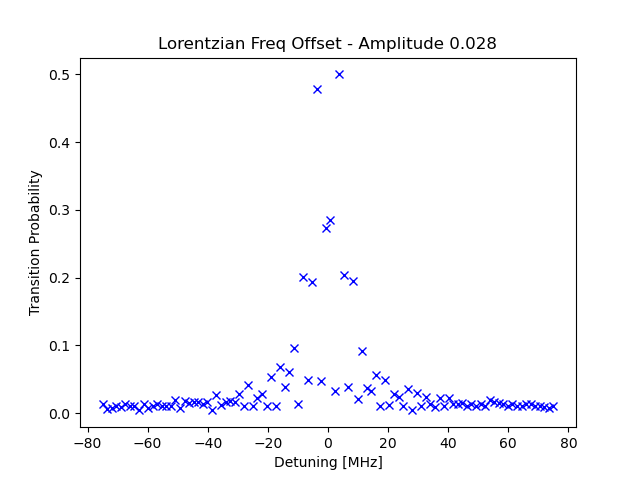 Lorentzian Freq Offset - Amplitude 0.028
0.5
0.4
0.3
0.2
0.1
0.0
Transition Probability
−80 −60 −40 −20 0 20 40 60 80
Detuning [MHz]